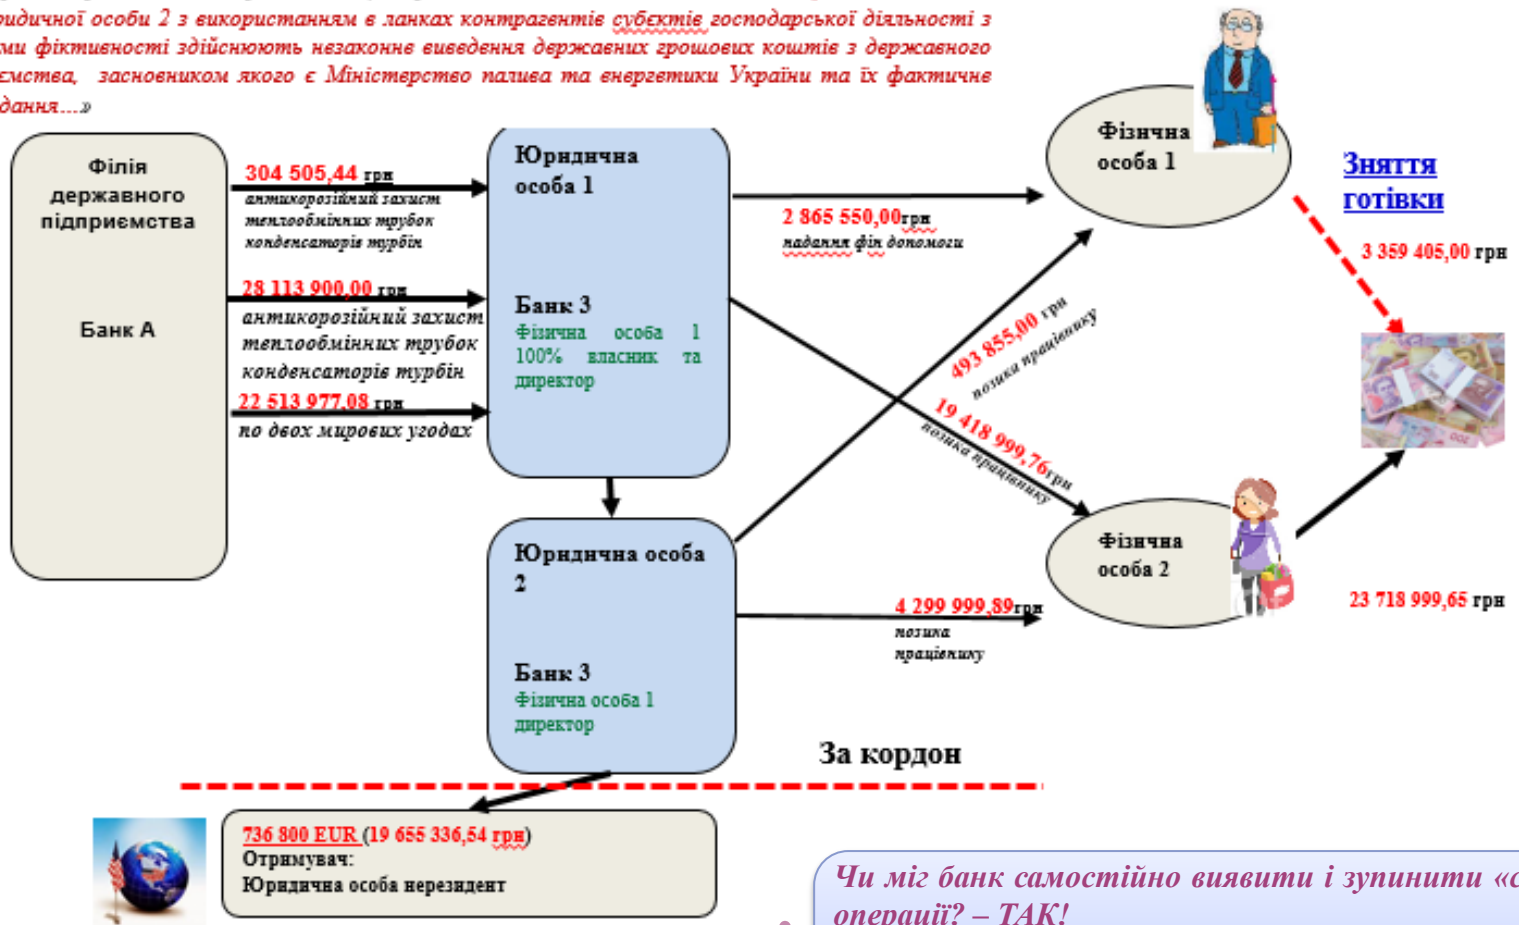 ридичної особи 2 з використанням в ланках контрагентів субєктів господарської діяльності з
ми фіктивності здійснюють незаконне виведення державних грошових коштів з державного
ємства, засновником якого є Міністерство палива та енергетики України та їх фактичне
дання...»
Філія
державного
підприємства
Банк А
304 505,44 грн
антикорозійний захист
теплообмінних трубок
конденсаторів турбін
28 113 900,00 грн
антикорозійний захист
теплообмінних трубок
конденсаторів турбін
22 513 977,08 грн
по двох мирових угодах
Юридична
особа 1
Банк 3
Фізична особа 1
100% власник та
директор
2 865 550,00грн
надання фін допомоги
493 855,00 грн
позика працівнику
19 418 999,76грн
позика працівнику
Фізична
особа 1
Зняття
готівки
3 359 405,00 грн
Юридична особа
2
Банк 3
Фізична особа 1
директор
4 299 999,89грн
позика
працівнику
Фізична
особа 2
23 718 999,65 грн
За кордон
736 800 EUR (19 655 336,54 грн)
Отримувач:
Юридична особа нерезидент
Чи міг банк самостійно виявити і зупинити «с
операції? – ТАК!